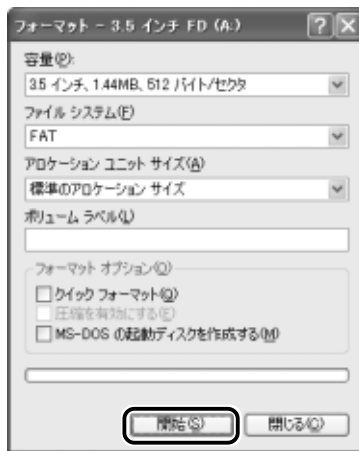 フォーマット - 3.5 インチ FD (A:)
容量(P):
3.5 インチ、1.44MB、512 バイト/セクタ
ファイル システム(F)
FAT
アロケーション ユニット サイズ(A)
標準のアロケーション サイズ
ボリューム ラベル(L)
フォーマット オプション(O)
クイック フォーマット(Q)
圧縮を有効にする(E)
MS-DOS の起動ディスクを作成する(M)
開始(S)
閉じる(C)